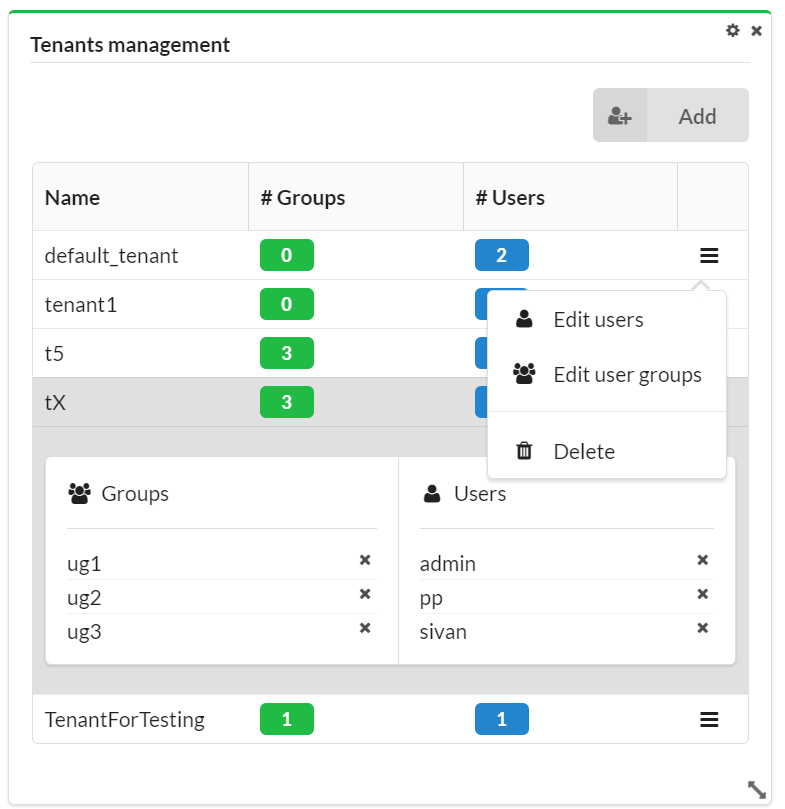 Tenants management
Add
Name # Groups # Users
default_tenant 0 2
tenant1 0
t5 3
tX 3
Edit users
Edit user groups
Delete
Groups Users
ug1 admin
ug2 pp
ug3 sivan
TenantForTesting 1 1